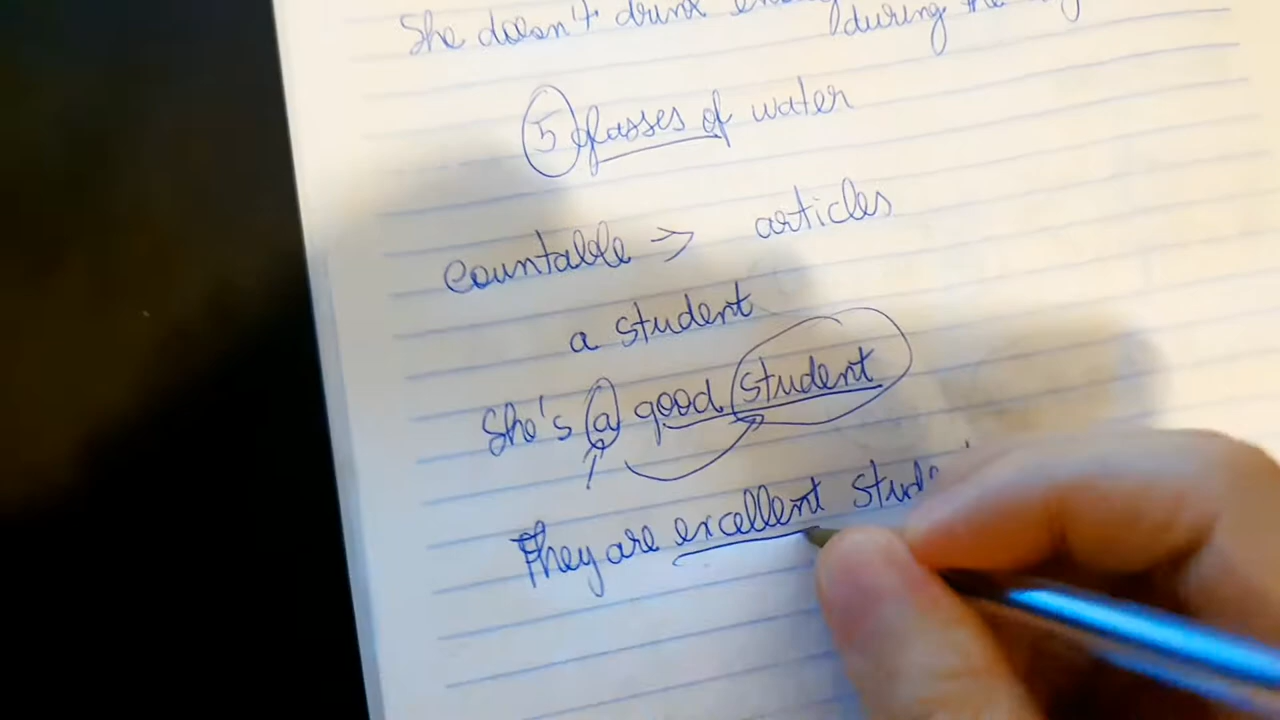 She doesn't drink during the
5 glasses of water
countable → articles
a student
She's a good student
They are excellent